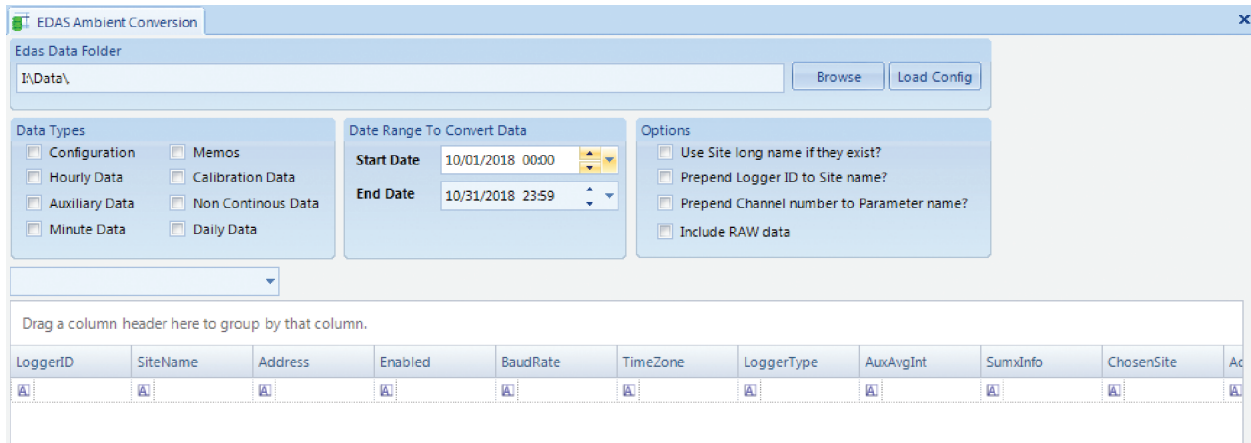 EDAS Ambient Conversion
Edas Data Folder
I\Data\,
Browse
Load Config
Data Types
Configuration
Memos
Hourly Data
Calibration Data
Auxiliary Data
Non Continous Data
Minute Data
Daily Data
Date Range To Convert Data
Start Date 10/01/2018 00:00
End Date 10/31/2018 23:59
Options
Use Site long name if they exist?
Prepend Logger ID to Site name?
Prepend Channel number to Parameter name?
Include RAW data
Drag a column header here to group by that column.
LoggerID SiteName Address Enabled BaudRate TimeZone LoggerType AuxAvgInt SumxInfo ChosenSite